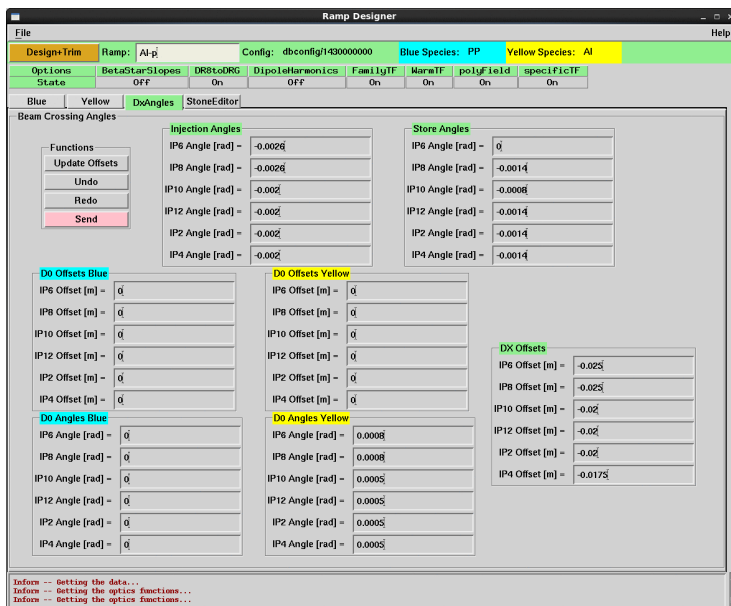 Ramp Designer
File Help
Design+Trim Ramp: Al-p Config: dbconfig/1430000000 Blue Species: PP Yellow Species: Al
Options BetaStarSlopes DR8toDRG DipoleHarmonics FamilyTF WarmTF polyField specificTF
State Off On Off On On On On
Blue Yellow DxAngles StoneEditor
Beam Crossing Angles
Functions
Update Offsets
Undo
Redo
Send
Injection Angles
IP6 Angle [rad] = -0.0026
IP8 Angle [rad] = -0.0026
IP10 Angle [rad] = -0.002
IP12 Angle [rad] = -0.002
IP2 Angle [rad] = -0.002
IP4 Angle [rad] = -0.002
Store Angles
IP6 Angle [rad] = 0
IP8 Angle [rad] = -0.0014
IP10 Angle [rad] = -0.0008
IP12 Angle [rad] = -0.0014
IP2 Angle [rad] = -0.0014
IP4 Angle [rad] = -0.0014
D0 Offsets Blue
IP6 Offset [m] = 0
IP8 Offset [m] = 0
IP10 Offset [m] = 0
IP12 Offset [m] = 0
IP2 Offset [m] = 0
IP4 Offset [m] = 0
D0 Offsets Yellow
IP6 Offset [m] = 0
IP8 Offset [m] = 0
IP10 Offset [m] = 0
IP12 Offset [m] = 0
IP2 Offset [m] = 0
IP4 Offset [m] = 0
DX Offsets
IP6 Offset [m] = -0.025
IP8 Offset [m] = -0.025
IP10 Offset [m] = -0.02
IP12 Offset [m] = -0.02
IP2 Offset [m] = -0.02
IP4 Offset [m] = -0.0175
D0 Angles Blue
IP6 Angle [rad] = 0
IP8 Angle [rad] = 0
IP10 Angle [rad] = 0
IP12 Angle [rad] = 0
IP2 Angle [rad] = 0
IP4 Angle [rad] = 0
D0 Angles Yellow
IP6 Angle [rad] = 0.0008
IP8 Angle [rad] = 0.0008
IP10 Angle [rad] = 0.0005
IP12 Angle [rad] = 0.0005
IP2 Angle [rad] = 0.0005
IP4 Angle [rad] = 0.0005
Inform -- Getting the data...
Inform -- Getting the optics functions...
Inform -- Getting the optics functions...